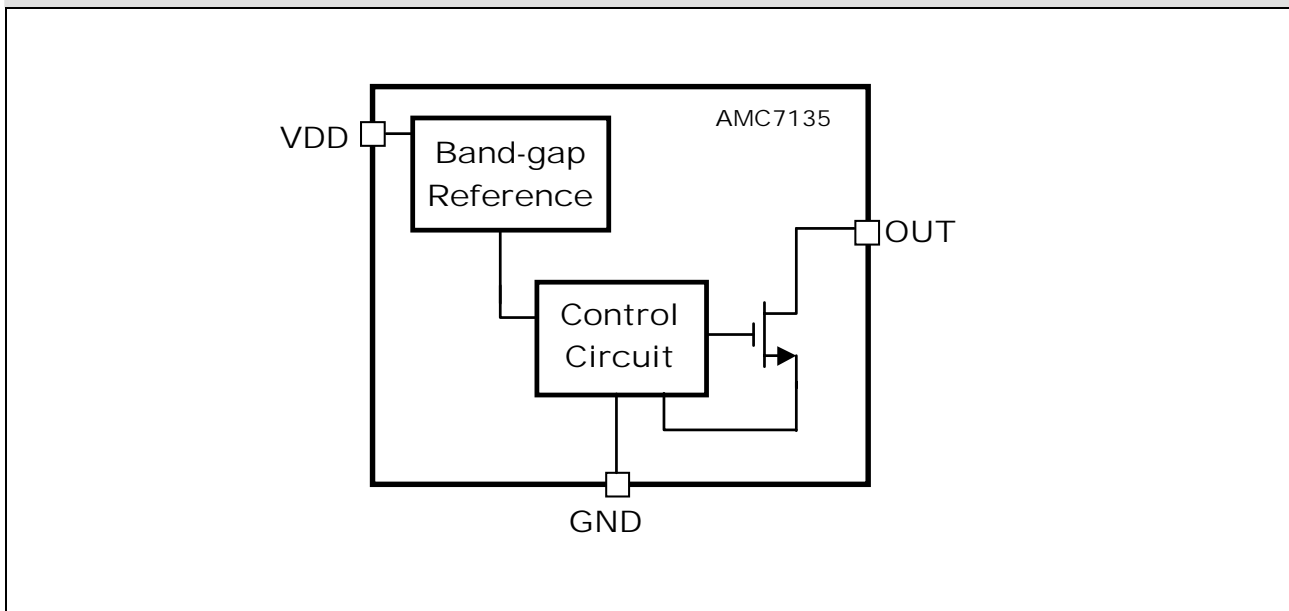 AMC7135
VDD
Band-gap
Reference
OUT
Control
Circuit
GND